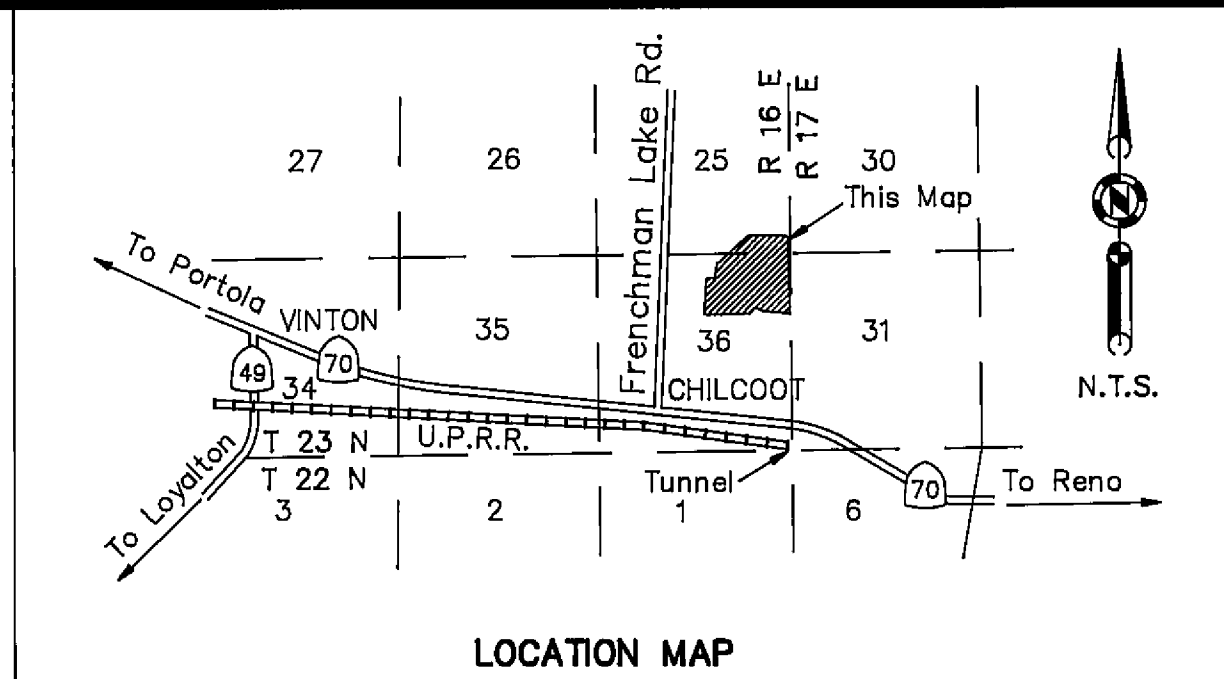 Frenchman Lake Rd.
R 16 E
R 17 E
27
26
25
30
This Map
To Portola
VINTON
35
36
31
70
49
34
CHILCOOT
N
N.T.S.
T 23 N
U.P.R.R.
To Loyalton
T 22 N
Tunnel
70
To Reno
3
2
1
6
LOCATION MAP